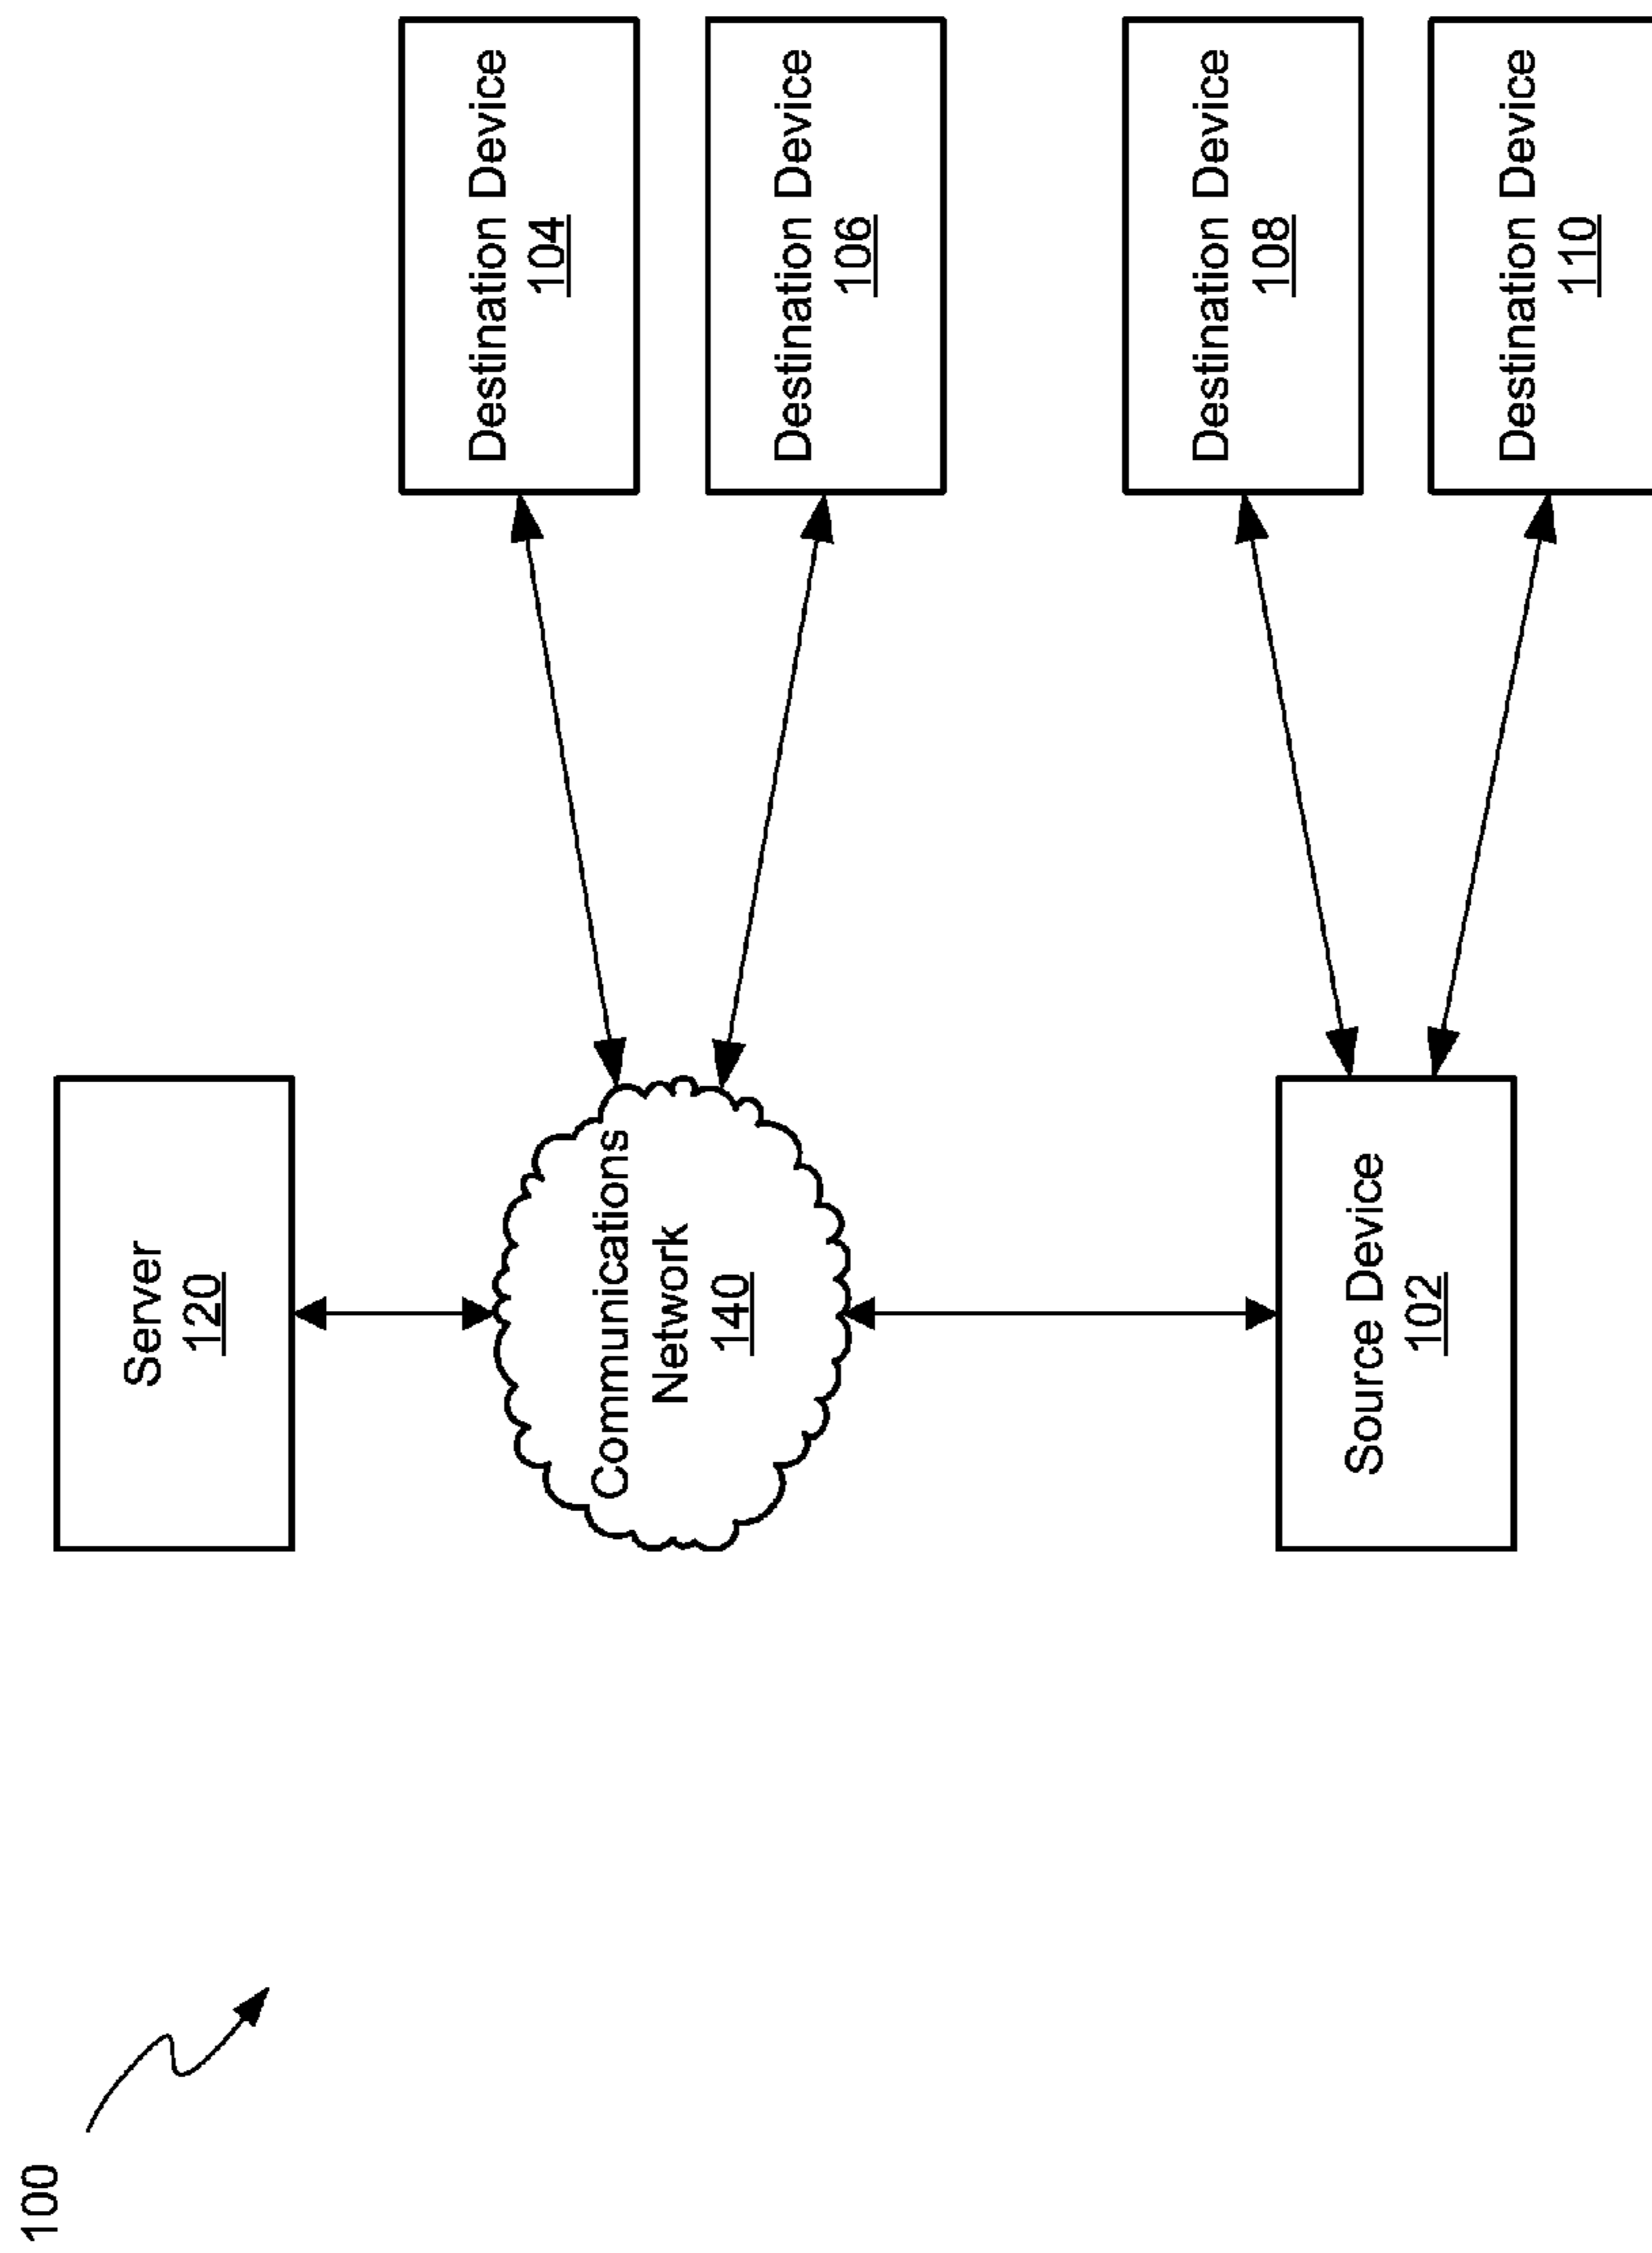 100
Server
120
Communications
Network
140
Source Device
102
Destination Device
104
Destination Device
106
Destination Device
108
Destination Device
110